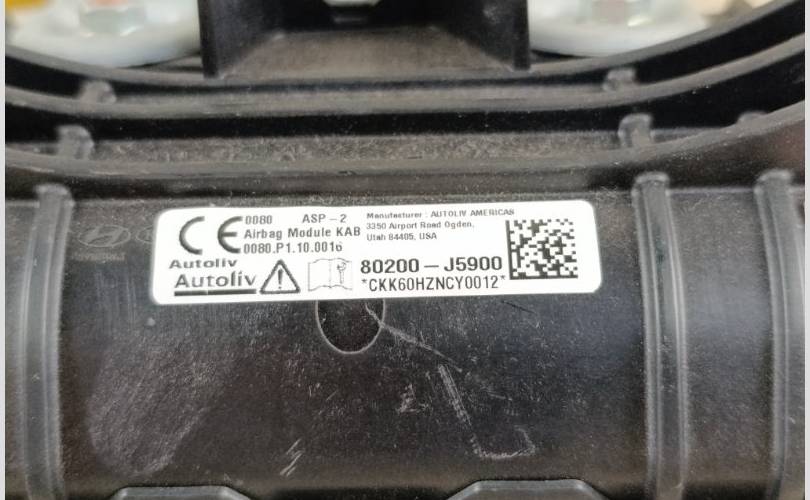 CE 0080 ASP-2
Airbag Module KAB
0080.P1.10.0016
Manufacturer: AUTOLIV AMERICAS
3350 Airport Road Ogden,
Utah 84405, USA
Autoliv
Autoliv
80200-J5900
*CKK60HZNCY0012*